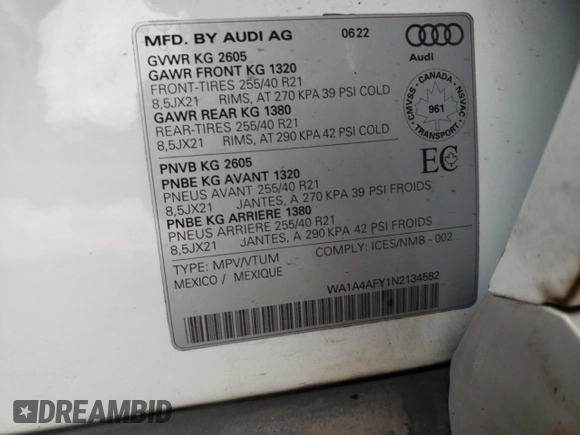 MFD. BY AUDI AG 06 22
Audi
GVWR KG 2605
GAWR FRONT KG 1320
FRONT-TIRES 255/40 R21
8,5JX21 RIMS, AT 270 KPA 39 PSI COLD
GAWR REAR KG 1380
REAR-TIRES 255/40 R21
8,5JX21 RIMS, AT 290 KPA 42 PSI COLD
CMVSS - CANADA - NSVAC
961
TRANSPORT
PNVB KG 2605
PNBE KG AVANT 1320
PNEUS AVANT 255/40 R21
8,5JX21 JANTES, A 270 KPA 39 PSI FROIDS
PNBE KG ARRIERE 1380
PNEUS ARRIERE 255/40 R21
8,5JX21 JANTES, A 290 KPA 42 PSI FROIDS
EC
TYPE: MPV/VTUM COMPLY: ICES/NMB - 002
MEXICO / MEXIQUE
WA1A4AFY1N2134582
DREAMBID